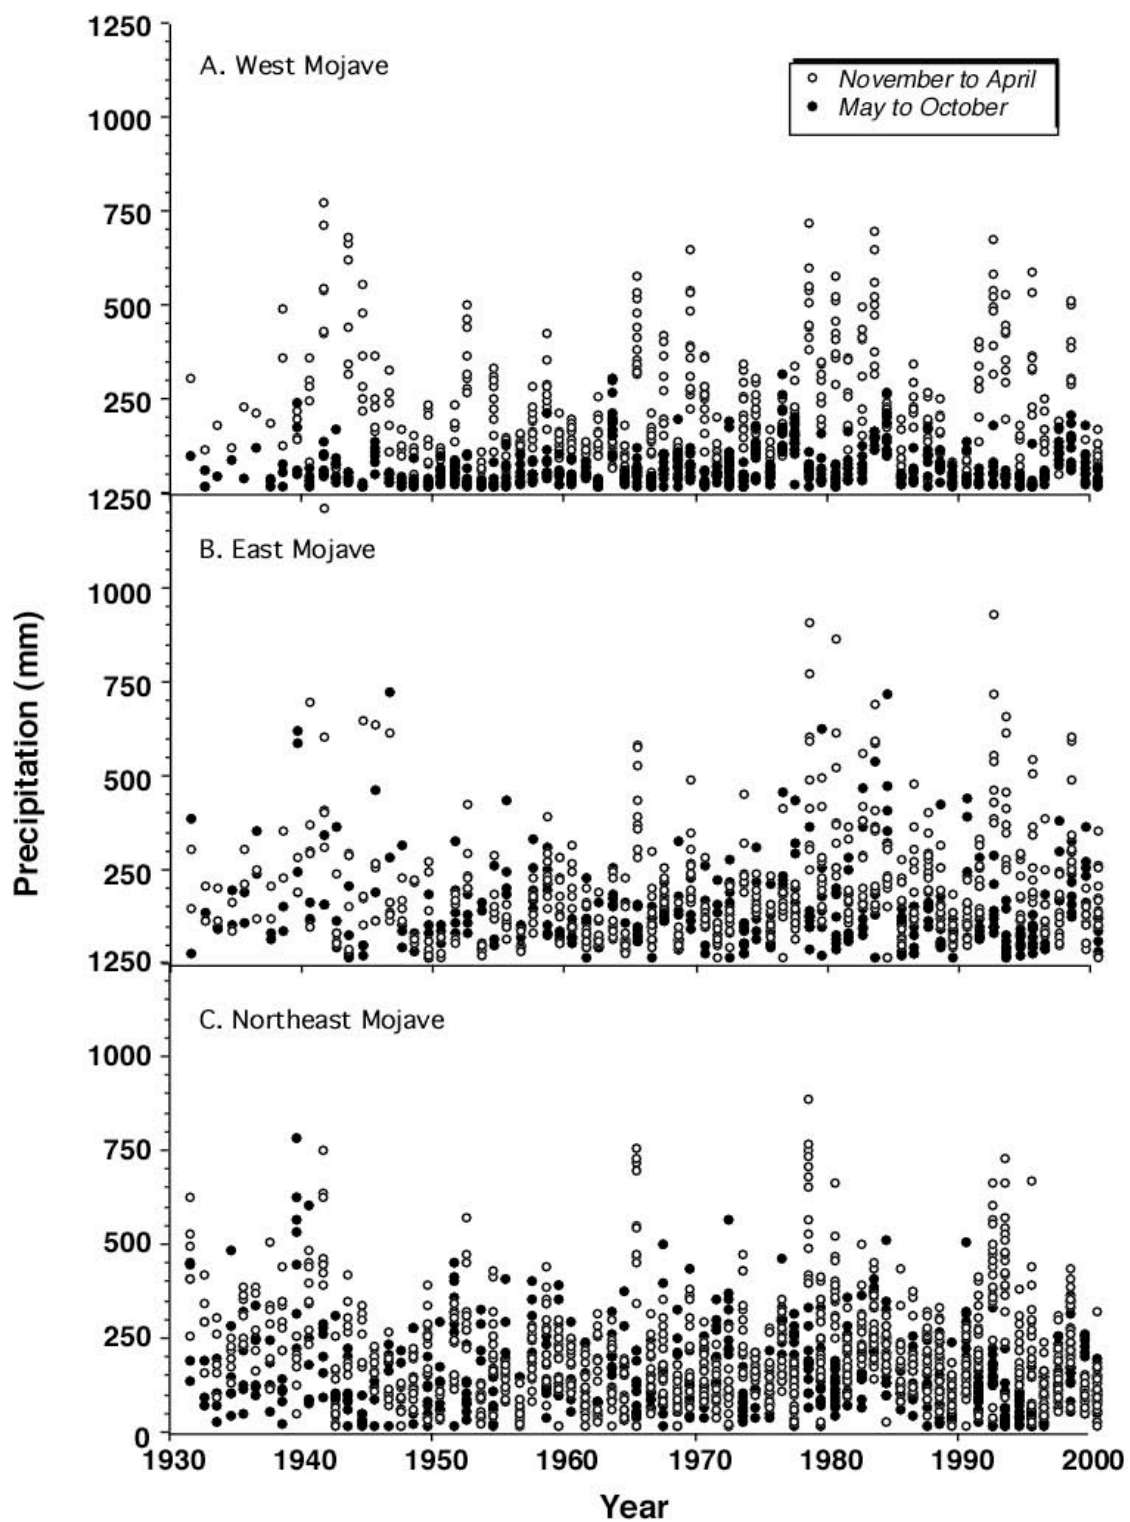 1250
A. West Mojave
November to April
May to October
1000
750
500
250
1250
B. East Mojave
1000
750
500
250
1250
C. Northeast Mojave
1000
750
500
250
0
Precipitation (mm)
1930 1940 1950 1960 1970 1980 1990 2000
Year